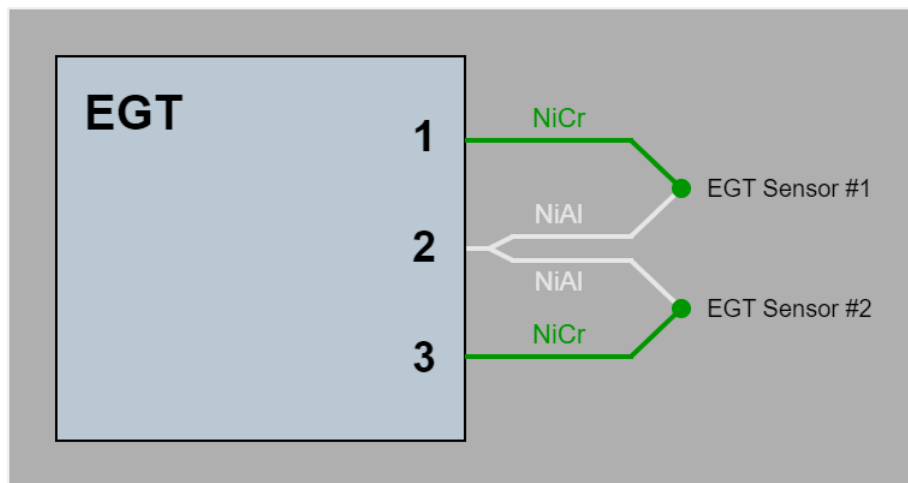 EGT
1
NiCr
EGT Sensor #1
NiAl
2
NiAl
EGT Sensor #2
NiCr
3